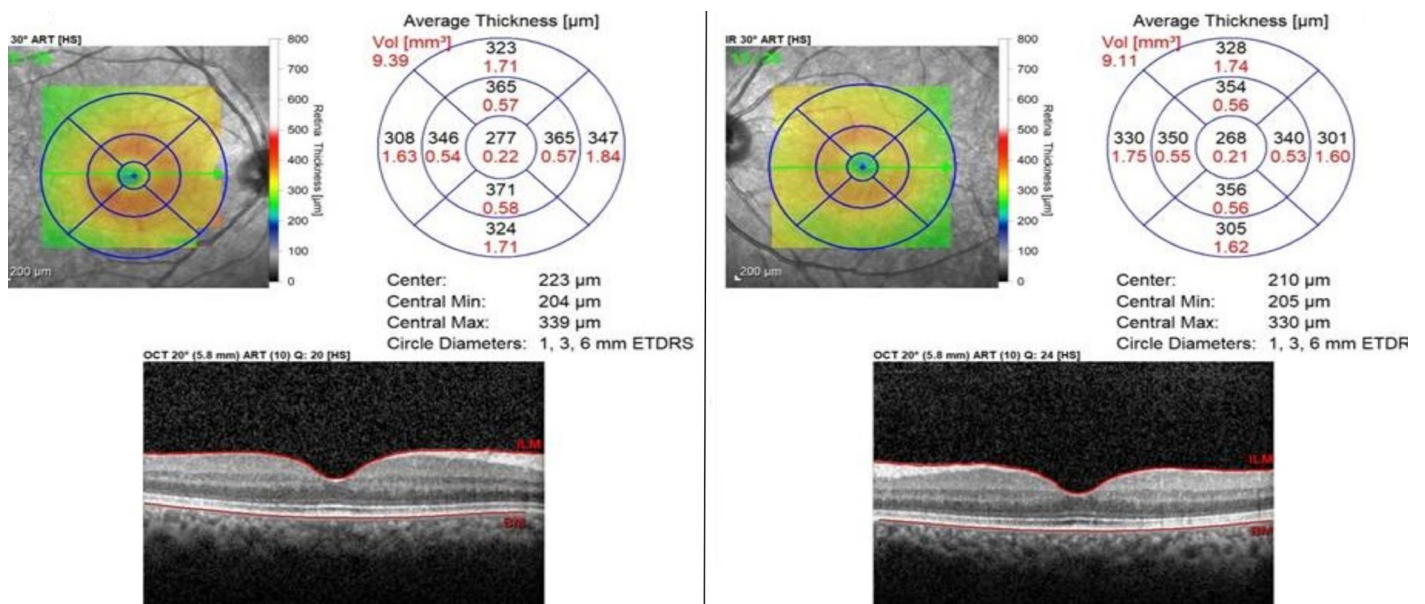 30° ART [HS]
800
700
600
500
400
300
200
100
0
Retina Thickness [µm]
200 µm
Average Thickness [µm]
Vol [mm³]
9.39
323
1.71
365
0.57
308 346 277 365 347
1.63 0.54 0.22 0.57 1.84
371
0.58
324
1.71
Center: 223 µm
Central Min: 204 µm
Central Max: 339 µm
Circle Diameters: 1, 3, 6 mm ETDRS
OCT 20° (5.8 mm) ART (10) Q: 20 [HS]
ILM
BM
IR 30° ART [HS]
800
700
600
500
400
300
200
100
0
Retina Thickness [µm]
200 µm
Average Thickness [µm]
Vol [mm³]
9.11
328
1.74
354
0.56
330 350 268 340 301
1.75 0.55 0.21 0.53 1.60
356
0.56
305
1.62
Center: 210 µm
Central Min: 205 µm
Central Max: 330 µm
Circle Diameters: 1, 3, 6 mm ETDR
OCT 20° (5.8 mm) ART (10) Q: 24 [HS]
ILM
BM